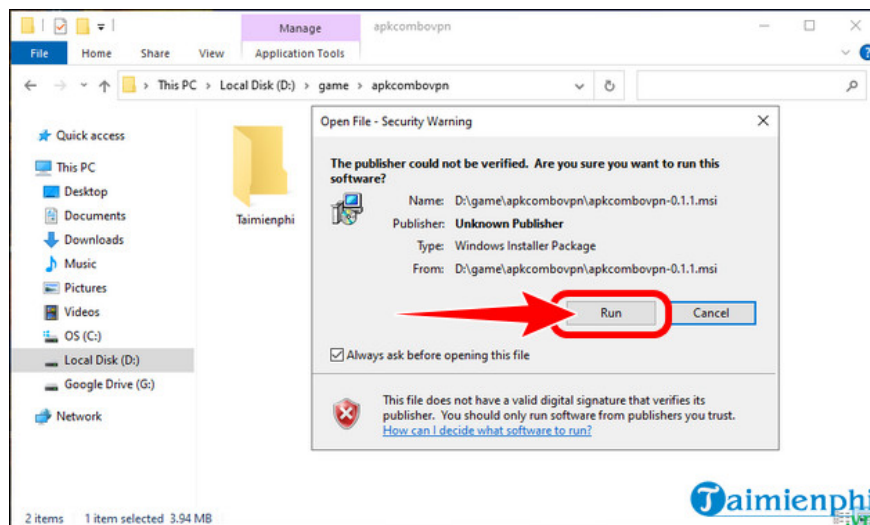 Manage
apkcombovpn
File
Home
Share
View
Application Tools
This PC
Local Disk (D:)
game
apkcombovpn
Quick access
This PC
Desktop
Documents
Downloads
Music
Pictures
Videos
OS (C:)
Local Disk (D:)
Google Drive (G:)
Network
Taimienphi
Open File - Security Warning
The publisher could not be verified. Are you sure you want to run this
software?
Name: D:\game\apkcombovpn\apkcombovpn-0.1.1.msi
Publisher: Unknown Publisher
Type: Windows Installer Package
From: D:\game\apkcombovpn\apkcombovpn-0.1.1.msi
Run
Cancel
Always ask before opening this file
This file does not have a valid digital signature that verifies its
publisher. You should only run software from publishers you trust.
How can I decide what software to run?
2 items
1 item selected 3.94 MB
Taimienphi